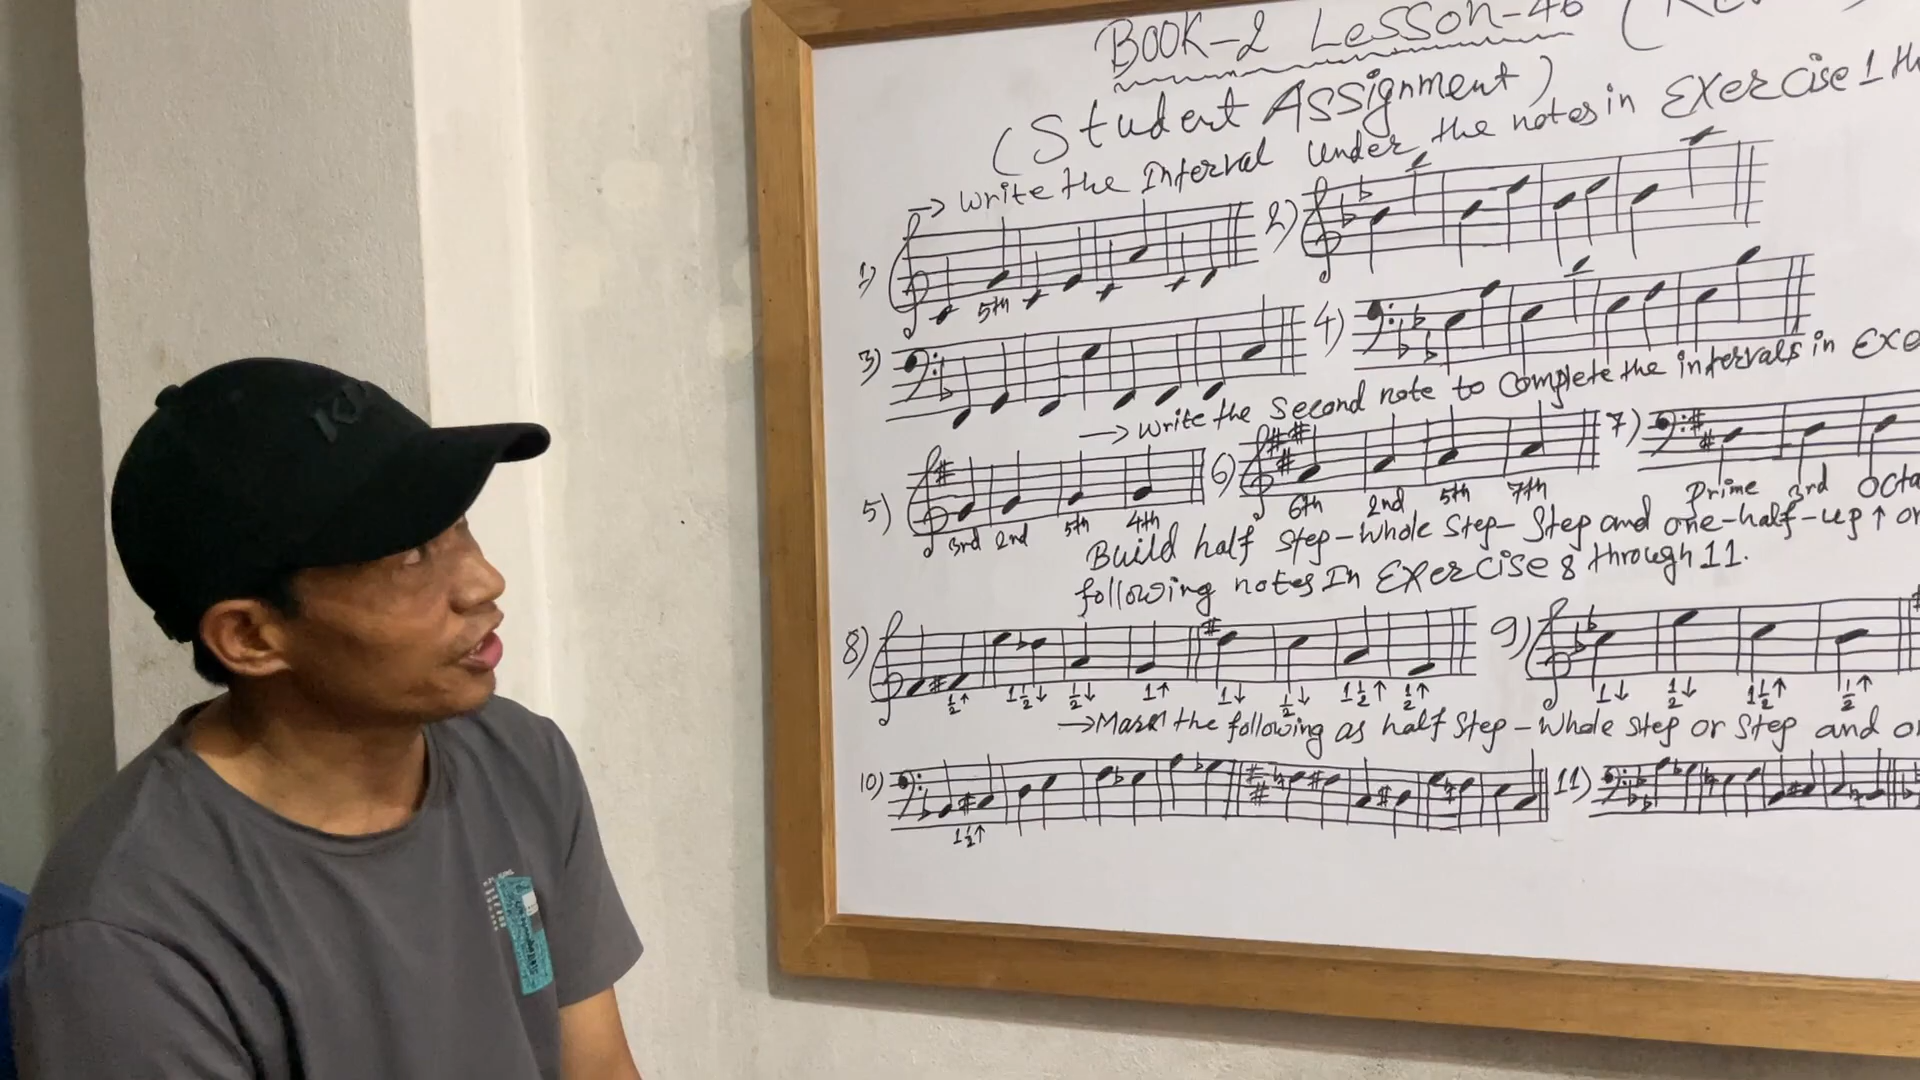 BOOK-2 Lesson-46 (Re
(Student Assignment)
→ Write the Interval under the notes in Exercise 1 th
1)
5th
2)
3)
4)
→ Write the Second note to complete the intervals in Exe
5)
3rd 2nd 5th 4th
6)
6th 2nd 5th 7th
7)
Prime 3rd Octa
Build half Step-Whole Step-Step and one-half-up ↑ or
following notes In Exercise 8 through 11.
8)
½↑ 1½↓ ½↓ 1↑ 1↓ ½↓ 1½↑ ½↑
9)
1↓ ½↓ 1½↑ ½↑
→ Mark the following as half Step-Whole Step or Step and on
10)
1½↑
11)